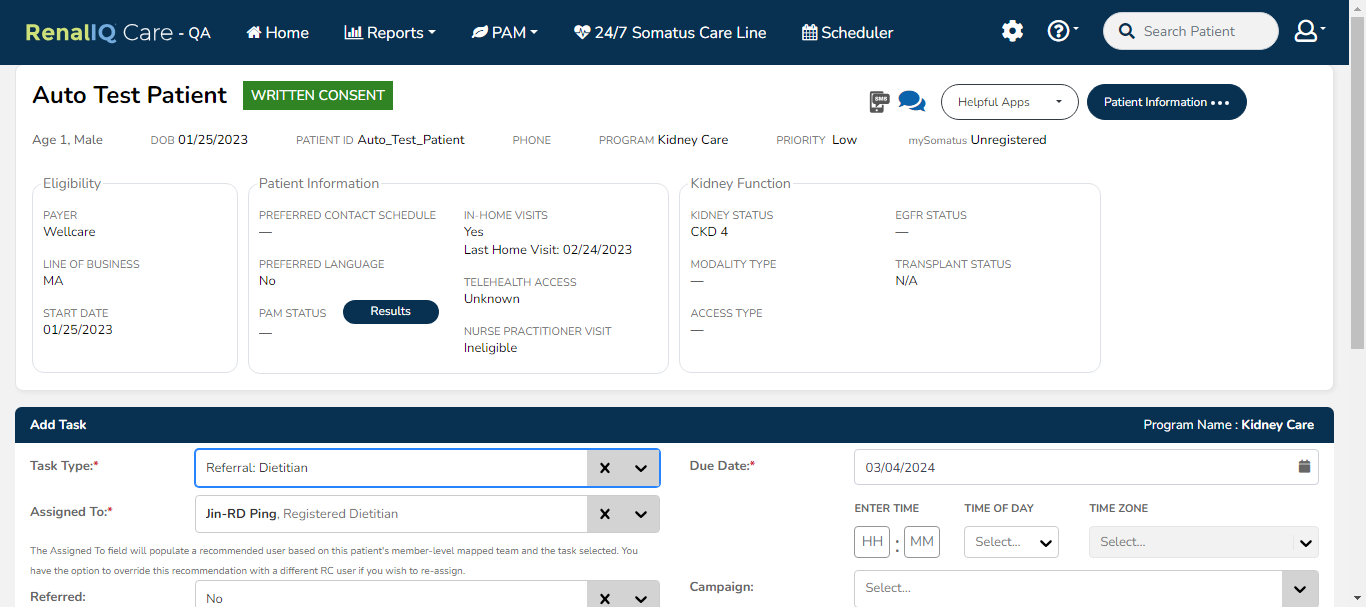 RenalIQ Care - QA Home Reports PAM 24/7 Somatus Care Line Scheduler Search Patient
Auto Test Patient WRITTEN CONSENT SMS Helpful Apps Patient Information •••
Age 1, Male DOB 01/25/2023 PATIENT ID Auto_Test_Patient PHONE PROGRAM Kidney Care PRIORITY Low mySomatus Unregistered
Eligibility
PAYER
Wellcare
LINE OF BUSINESS
MA
START DATE
01/25/2023
Patient Information
PREFERRED CONTACT SCHEDULE
—
PREFERRED LANGUAGE
No
PAM STATUS Results
—
IN-HOME VISITS
Yes
Last Home Visit: 02/24/2023
TELEHEALTH ACCESS
Unknown
NURSE PRACTITIONER VISIT
Ineligible
Kidney Function
KIDNEY STATUS
CKD 4
MODALITY TYPE
—
ACCESS TYPE
—
EGFR STATUS
—
TRANSPLANT STATUS
N/A
Add Task Program Name : Kidney Care
Task Type:* Referral: Dietitian
Assigned To:* Jin-RD Ping, Registered Dietitian
The Assigned To field will populate a recommended user based on this patient's member-level mapped team and the task selected. You
have the option to override this recommendation with a different RC user if you wish to re-assign.
Referred: No
Due Date:* 03/04/2024
ENTER TIME TIME OF DAY TIME ZONE
HH : MM Select... Select...
Campaign: Select...